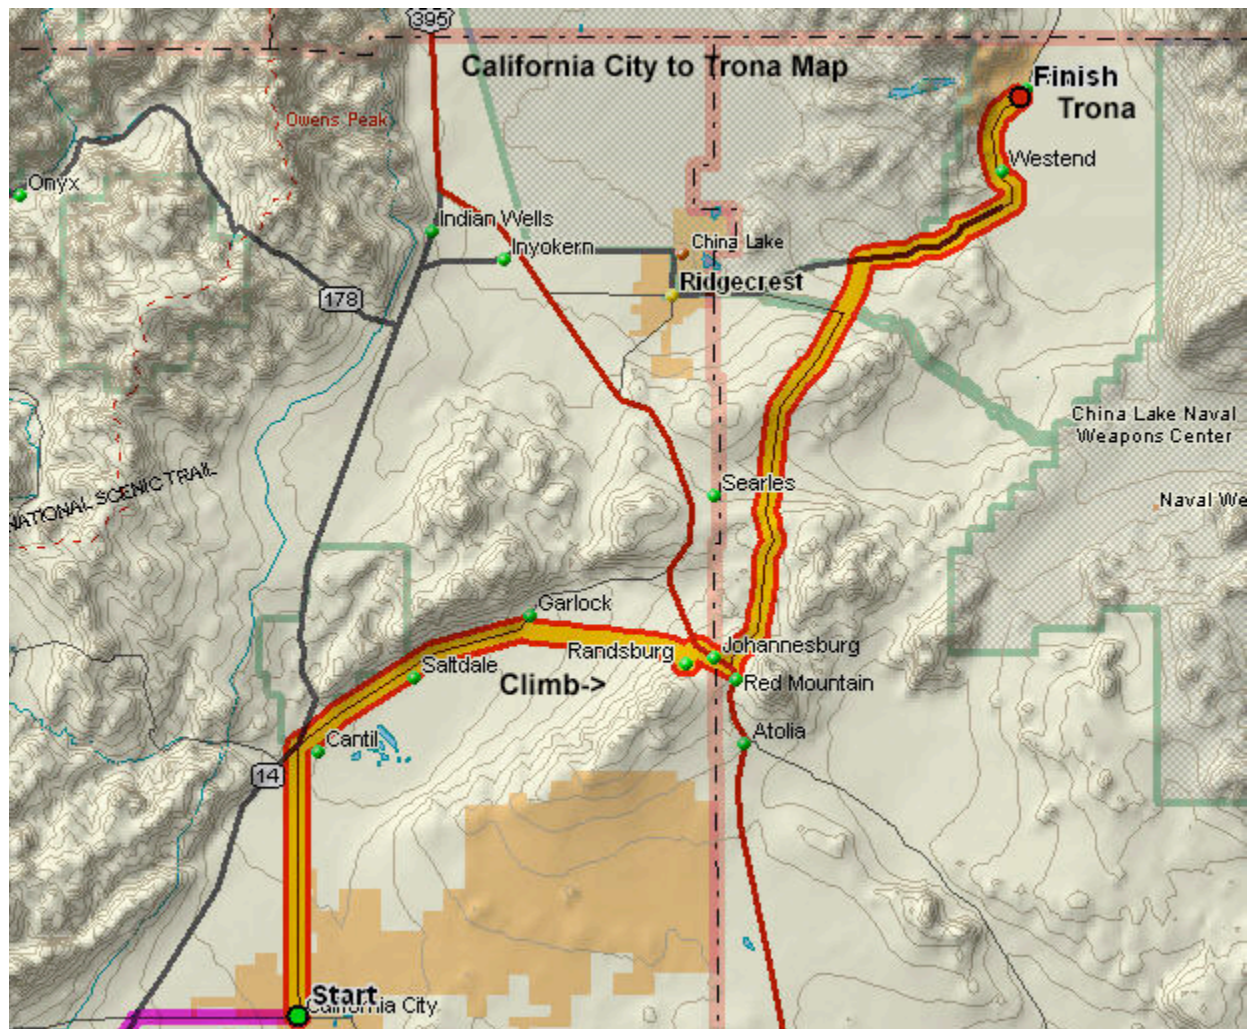 395
California City to Trona Map
Finish
Trona
Owens Peak
Westend
Onyx
Indian Wells
Inyokern
China Lake
Ridgecrest
178
China Lake Naval
Weapons Center
NATIONAL SCENIC TRAIL
Searles
Naval We
Garlock
Randsburg
Johannesburg
Saltdale
Climb->
Red Mountain
Cantil
Atolia
14
Start
California City